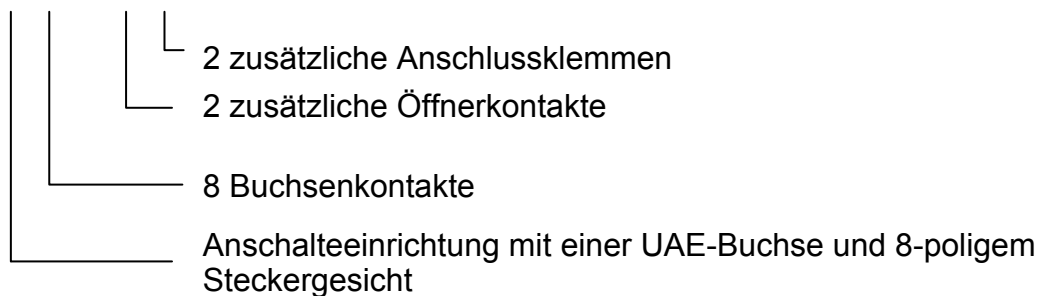 2 zusätzliche Anschlussklemmen
2 zusätzliche Öffnerkontakte
8 Buchsenkontakte
Anschalteeinrichtung mit einer UAE-Buchse und 8-poligem
Steckergesicht